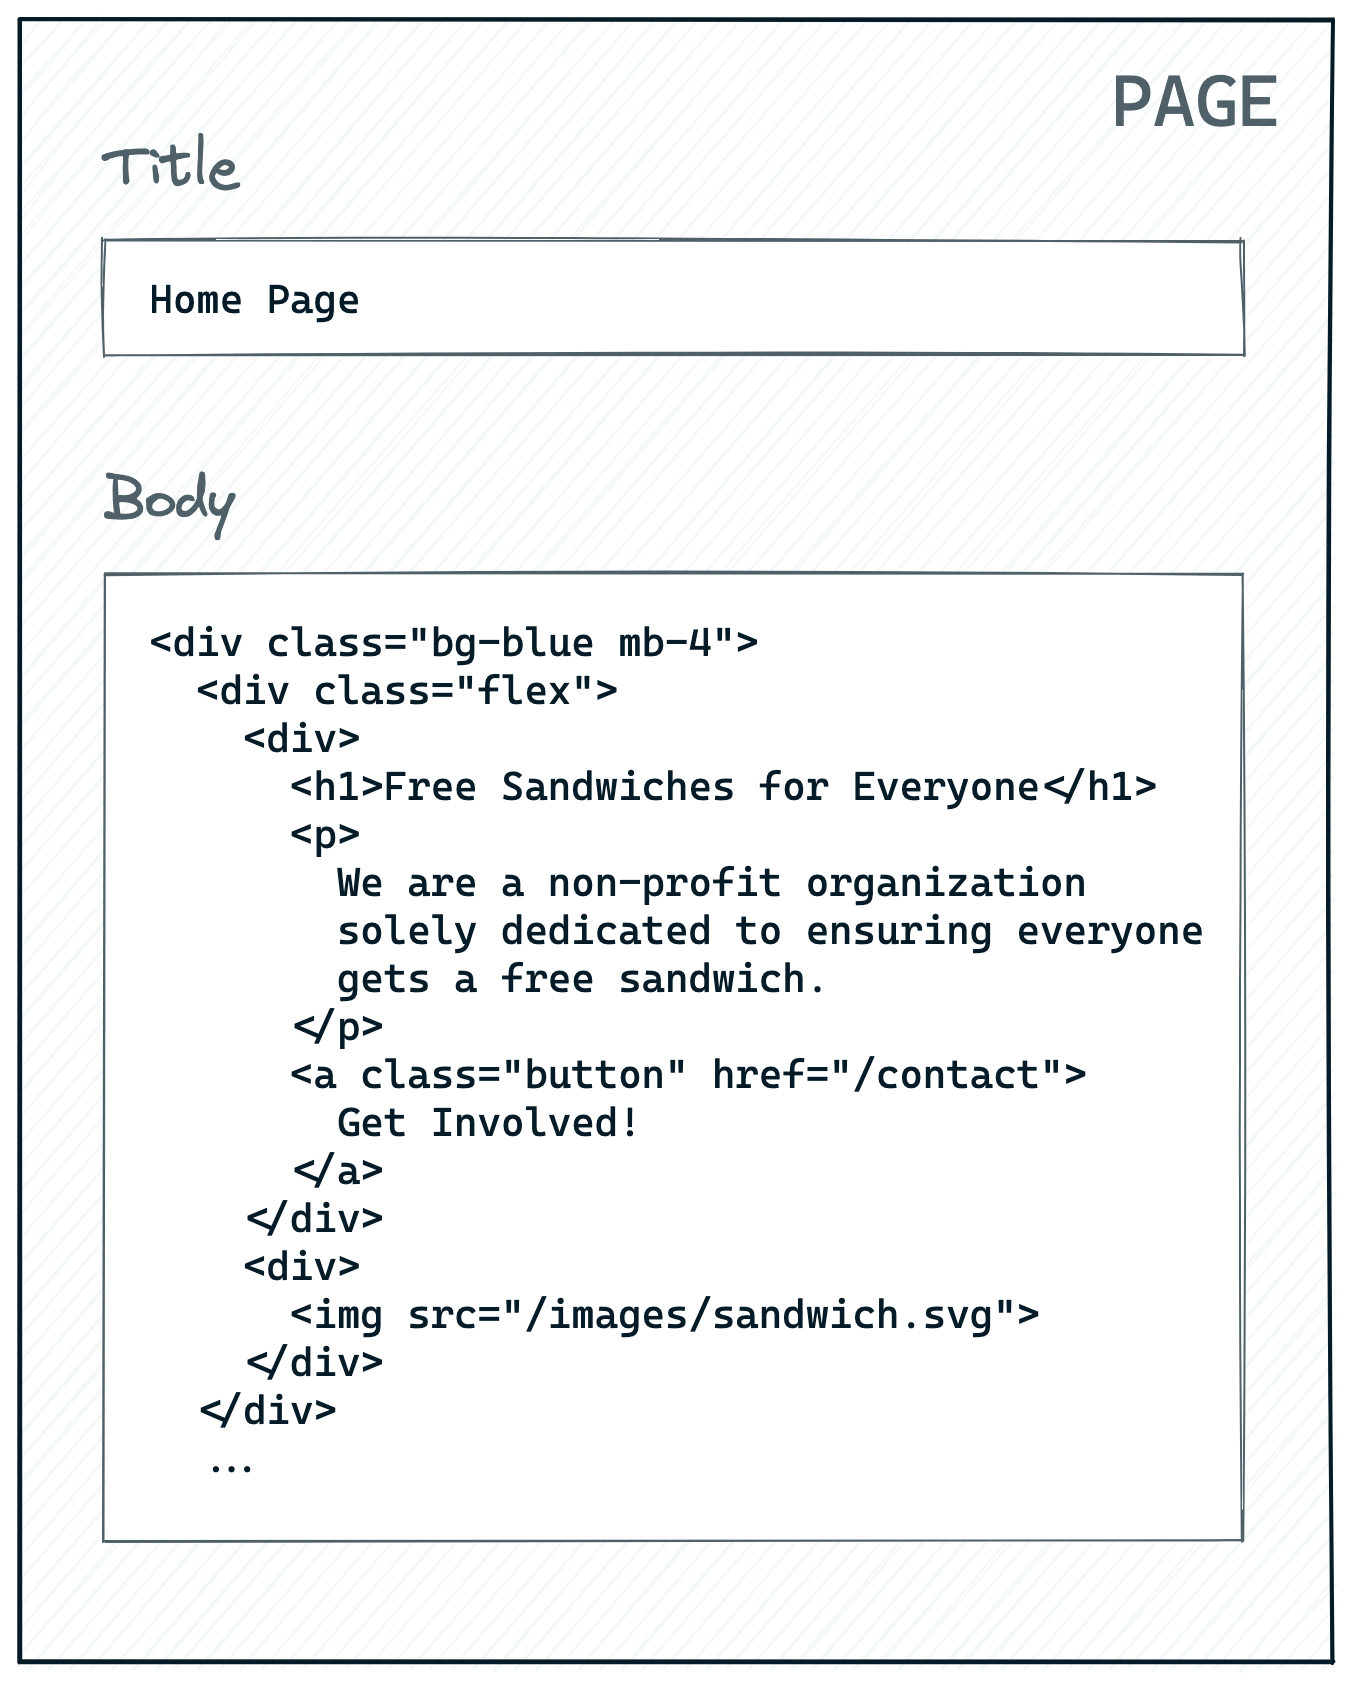 PAGE
Title
Home Page
Body
<div class="bg-blue mb-4">
  <div class="flex">
    <div>
      <h1>Free Sandwiches for Everyone</h1>
      <p>
        We are a non-profit organization
        solely dedicated to ensuring everyone
        gets a free sandwich.
      </p>
      <a class="button" href="/contact">
        Get Involved!
      </a>
    </div>
    <div>
      <img src="/images/sandwich.svg">
    </div>
  </div>
  ...